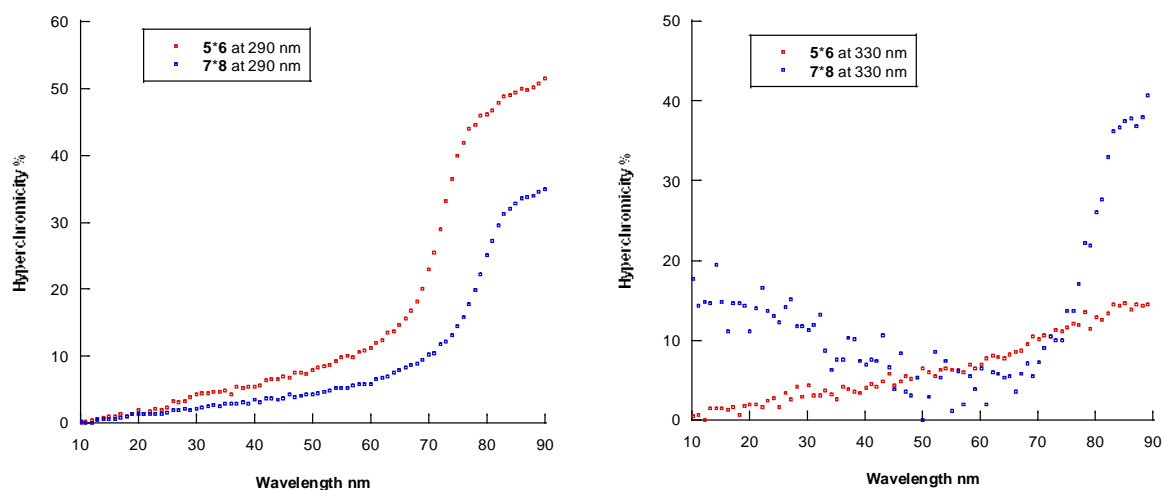 60
50
40
30
20
10
0
10 20 30 40 50 60 70 80 90
Hyperchromicity %
Wavelength nm
5*6 at 290 nm
7*8 at 290 nm
50
40
30
20
10
0
10 20 30 40 50 60 70 80 90
Hyperchromicity %
Wavelength nm
5*6 at 330 nm
7*8 at 330 nm